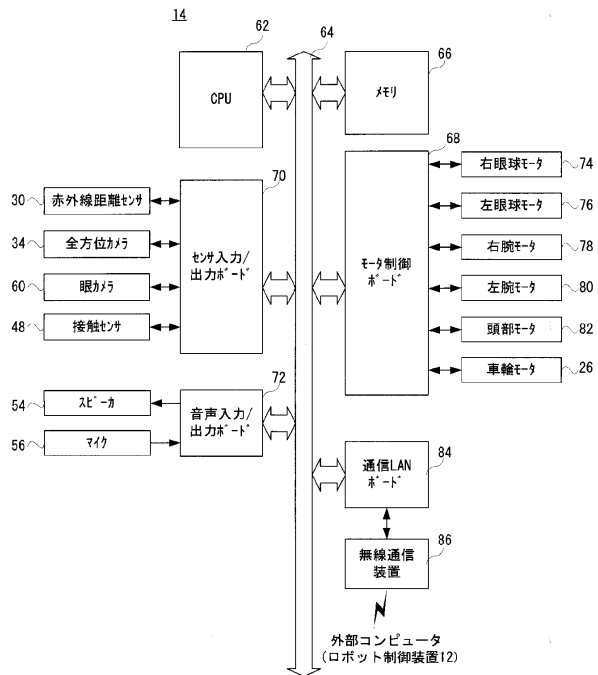 14
62
64
66
CPU
メモリ
68
70
右眼球モータ
74
30
赤外線距離センサ
左眼球モータ
76
34
全方位カメラ
センサ入力/
出力ボード
右腕モータ
78
60
眼カメラ
モータ制御
ボード
左腕モータ
80
48
接触センサ
頭部モータ
82
72
車輪モータ
26
54
スピーカ
音声入力/
出力ボード
56
マイク
通信LAN
ボード
84
86
無線通信
装置
外部コンピュータ
(ロボット制御装置12)